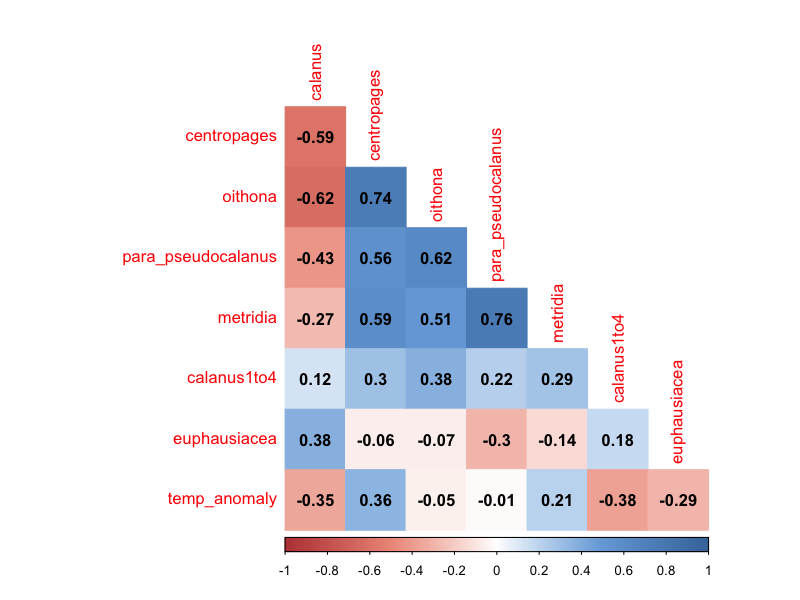 calanus
centropages
oithona
para_pseudocalanus
metridia
calanus1to4
euphausiacea
centropages -0.59
oithona -0.62 0.74
para_pseudocalanus -0.43 0.56 0.62
metridia -0.27 0.59 0.51 0.76
calanus1to4 0.12 0.3 0.38 0.22 0.29
euphausiacea 0.38 -0.06 -0.07 -0.3 -0.14 0.18
temp_anomaly -0.35 0.36 -0.05 -0.01 0.21 -0.38 -0.29
-1 -0.8 -0.6 -0.4 -0.2 0 0.2 0.4 0.6 0.8 1